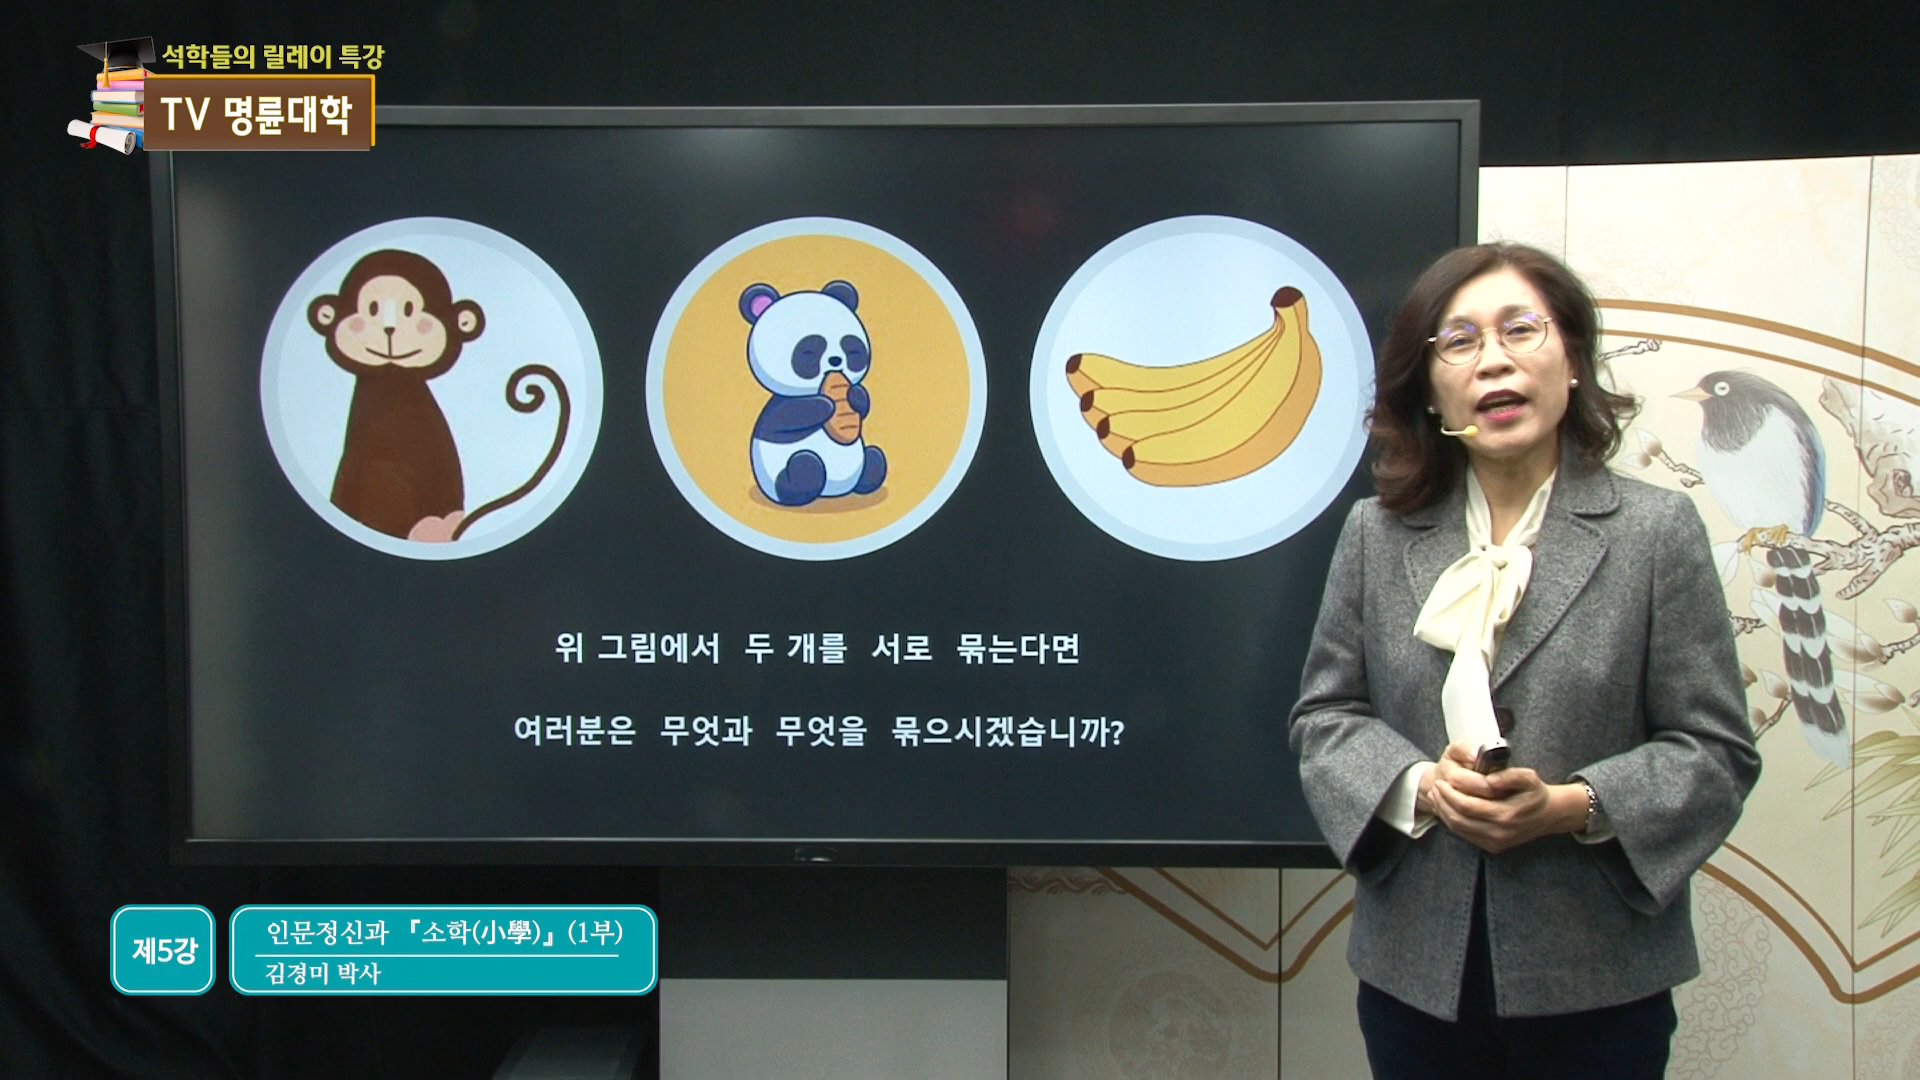 석학들의 릴레이 특강
TV 명륜대학
위 그림에서 두 개를 서로 묶는다면
여러분은 무엇과 무엇을 묶으시겠습니까?
제5강
인문정신과 『소학(小學)』 (1부)
김경미 박사